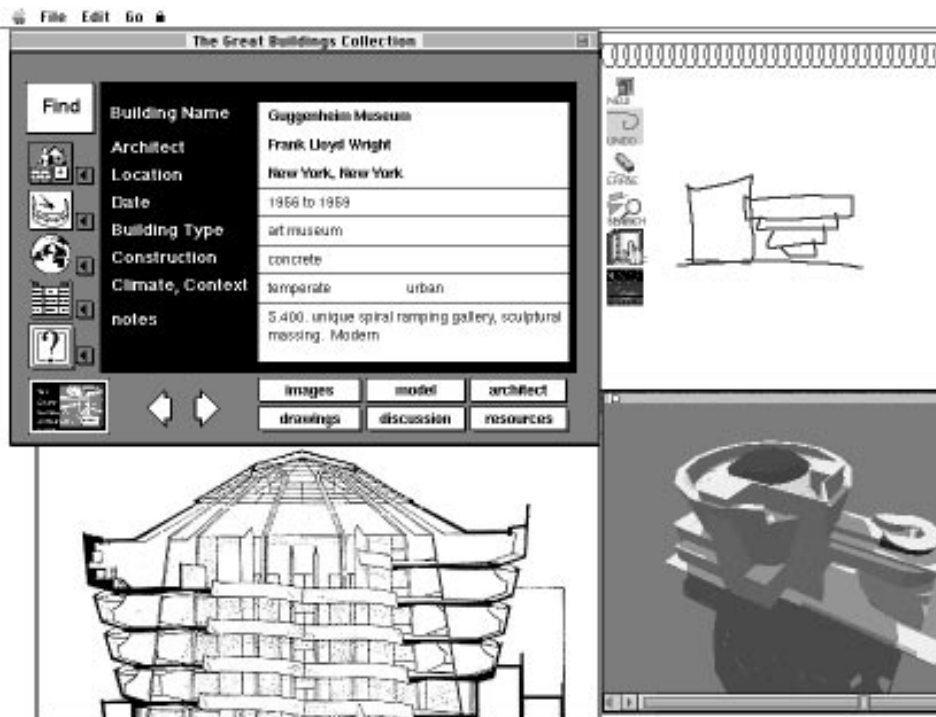 File Edit Go
The Great Buildings Collection
Find
Building Name Guggenheim Museum
Architect Frank Lloyd Wright
Location New York, New York
Date 1956 to 1959
Building Type art museum
Construction concrete
Climate, Context temperate urban
notes 5.400. unique spiral ramping gallery, sculptural
massing. Modern
images model architect
drawings discussion resources
NEW
UNDO
ERASE
SEARCH